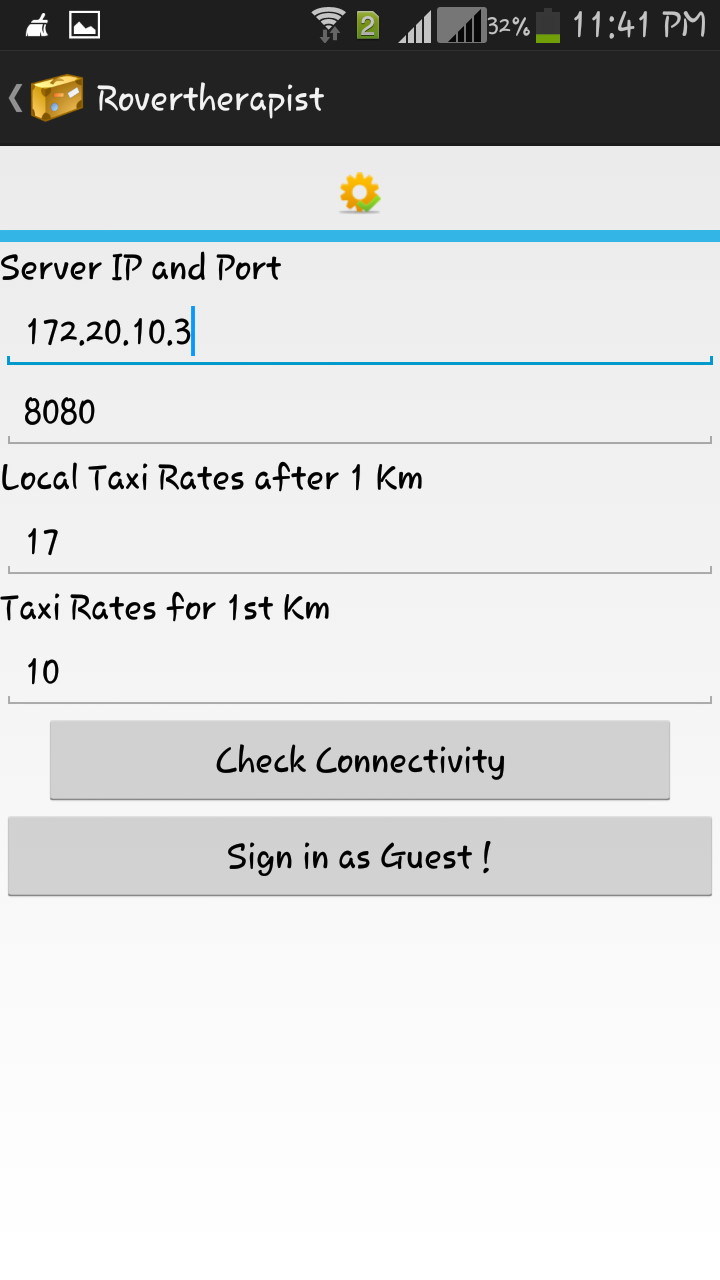 2 32% 11:41 PM
Rovertherapist
Server IP and Port
172.20.10.3
8080
Local Taxi Rates after 1 Km
17
Taxi Rates for 1st Km
10
Check Connectivity
Sign in as Guest !